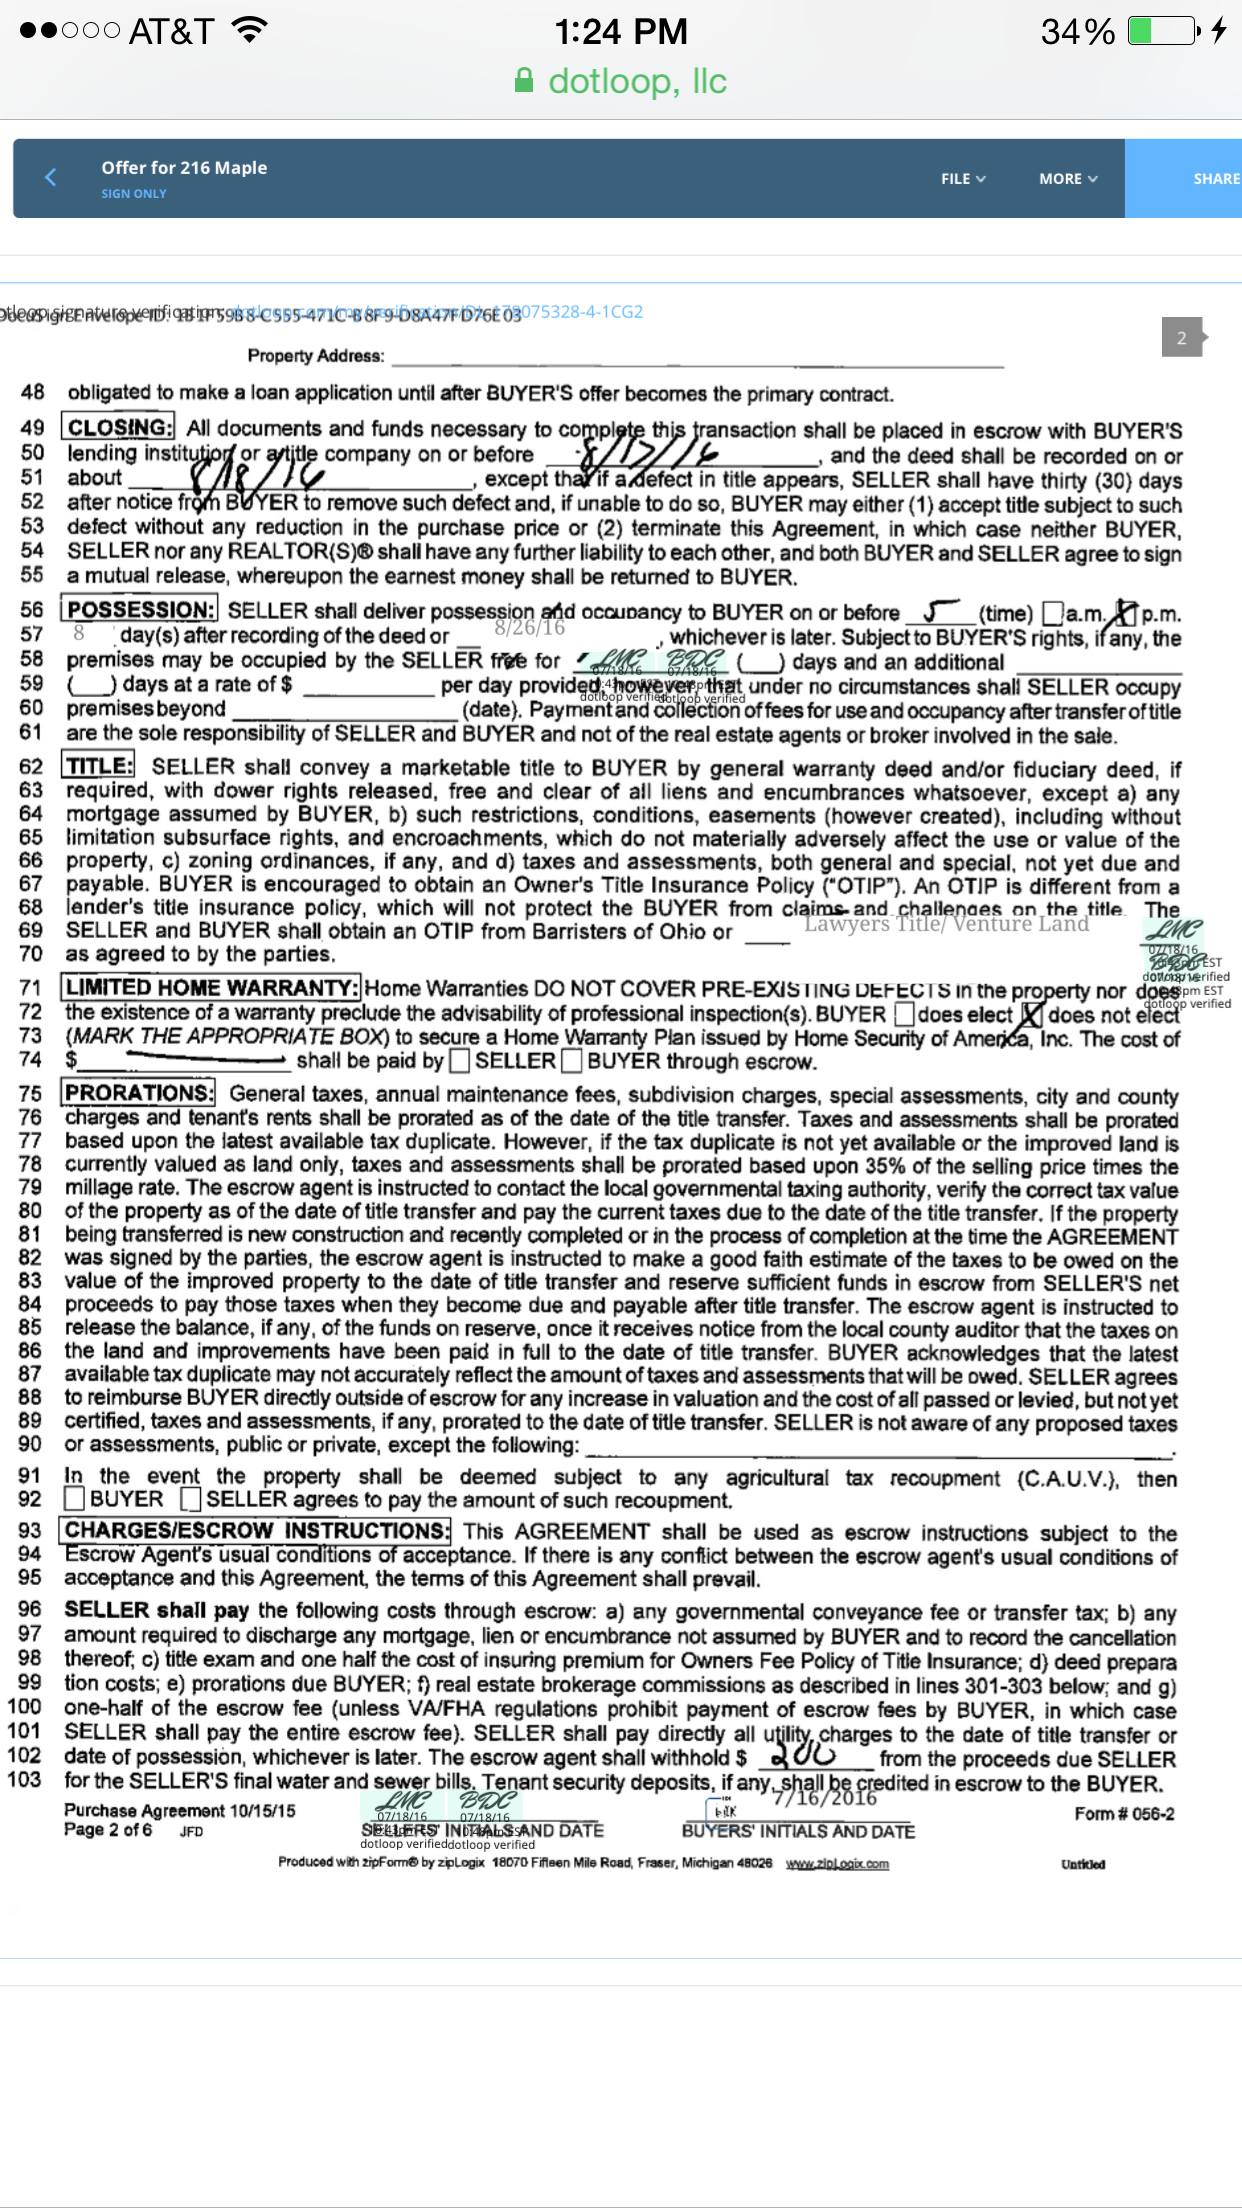 AT&T 1:24 PM 34%
dotloop, llc
Offer for 216 Maple FILE MORE SHARE
SIGN ONLY
dotloop.com/my/verification/DL-178075328-4-1CG2
DocuSign Envelope ID: 1B1F59B8-C555-471C-B8F9-D8A47FD76E03
2
Property Address:
48 obligated to make a loan application until after BUYER'S offer becomes the primary contract.
49 CLOSING: All documents and funds necessary to complete this transaction shall be placed in escrow with BUYER'S
50 lending institution or a title company on or before 8/17/16, and the deed shall be recorded on or
51 about 8/18/16, except that if a defect in title appears, SELLER shall have thirty (30) days
52 after notice from BUYER to remove such defect and, if unable to do so, BUYER may either (1) accept title subject to such
53 defect without any reduction in the purchase price or (2) terminate this Agreement, in which case neither BUYER,
54 SELLER nor any REALTOR(S)® shall have any further liability to each other, and both BUYER and SELLER agree to sign
55 a mutual release, whereupon the earnest money shall be returned to BUYER.
56 POSSESSION: SELLER shall deliver possession and occupancy to BUYER on or before 5 (time) a.m. X p.m.
57 8 day(s) after recording of the deed or 8/26/16, whichever is later. Subject to BUYER'S rights, if any, the
58 premises may be occupied by the SELLER free for LMC BDC ( ) days and an additional
07/18/16 07/18/16
59 ( ) days at a rate of $ per day provided, however, that under no circumstances shall SELLER occupy
dotloop verified dotloop verified
60 premises beyond (date). Payment and collection of fees for use and occupancy after transfer of title
61 are the sole responsibility of SELLER and BUYER and not of the real estate agents or broker involved in the sale.
62 TITLE: SELLER shall convey a marketable title to BUYER by general warranty deed and/or fiduciary deed, if
63 required, with dower rights released, free and clear of all liens and encumbrances whatsoever, except a) any
64 mortgage assumed by BUYER, b) such restrictions, conditions, easements (however created), including without
65 limitation subsurface rights, and encroachments, which do not materially adversely affect the use or value of the
66 property, c) zoning ordinances, if any, and d) taxes and assessments, both general and special, not yet due and
67 payable. BUYER is encouraged to obtain an Owner's Title Insurance Policy ("OTIP"). An OTIP is different from a
68 lender's title insurance policy, which will not protect the BUYER from claims and challenges on the title. The
69 SELLER and BUYER shall obtain an OTIP from Barristers of Ohio or Lawyers Title/ Venture Land
LMC
07/18/16
70 as agreed to by the parties.
BDC
dotloop verified
71 LIMITED HOME WARRANTY: Home Warranties DO NOT COVER PRE-EXISTING DEFECTS in the property nor does
dotloop verified
72 the existence of a warranty preclude the advisability of professional inspection(s). BUYER does elect X does not elect
73 (MARK THE APPROPRIATE BOX) to secure a Home Warranty Plan issued by Home Security of America, Inc. The cost of
74 $ shall be paid by SELLER BUYER through escrow.
75 PRORATIONS: General taxes, annual maintenance fees, subdivision charges, special assessments, city and county
76 charges and tenant's rents shall be prorated as of the date of the title transfer. Taxes and assessments shall be prorated
77 based upon the latest available tax duplicate. However, if the tax duplicate is not yet available or the improved land is
78 currently valued as land only, taxes and assessments shall be prorated based upon 35% of the selling price times the
79 millage rate. The escrow agent is instructed to contact the local governmental taxing authority, verify the correct tax value
80 of the property as of the date of title transfer and pay the current taxes due to the date of the title transfer. If the property
81 being transferred is new construction and recently completed or in the process of completion at the time the AGREEMENT
82 was signed by the parties, the escrow agent is instructed to make a good faith estimate of the taxes to be owed on the
83 value of the improved property to the date of title transfer and reserve sufficient funds in escrow from SELLER'S net
84 proceeds to pay those taxes when they become due and payable after title transfer. The escrow agent is instructed to
85 release the balance, if any, of the funds on reserve, once it receives notice from the local county auditor that the taxes on
86 the land and improvements have been paid in full to the date of title transfer. BUYER acknowledges that the latest
87 available tax duplicate may not accurately reflect the amount of taxes and assessments that will be owed. SELLER agrees
88 to reimburse BUYER directly outside of escrow for any increase in valuation and the cost of all passed or levied, but not yet
89 certified, taxes and assessments, if any, prorated to the date of title transfer. SELLER is not aware of any proposed taxes
90 or assessments, public or private, except the following: .
91 In the event the property shall be deemed subject to any agricultural tax recoupment (C.A.U.V.), then
92 BUYER SELLER agrees to pay the amount of such recoupment.
93 CHARGES/ESCROW INSTRUCTIONS: This AGREEMENT shall be used as escrow instructions subject to the
94 Escrow Agent's usual conditions of acceptance. If there is any conflict between the escrow agent's usual conditions of
95 acceptance and this Agreement, the terms of this Agreement shall prevail.
96 SELLER shall pay the following costs through escrow: a) any governmental conveyance fee or transfer tax; b) any
97 amount required to discharge any mortgage, lien or encumbrance not assumed by BUYER and to record the cancellation
98 thereof; c) title exam and one half the cost of insuring premium for Owners Fee Policy of Title Insurance; d) deed prepara
99 tion costs; e) prorations due BUYER; f) real estate brokerage commissions as described in lines 301-303 below; and g)
100 one-half of the escrow fee (unless VA/FHA regulations prohibit payment of escrow fees by BUYER, in which case
101 SELLER shall pay the entire escrow fee). SELLER shall pay directly all utility charges to the date of title transfer or
102 date of possession, whichever is later. The escrow agent shall withhold $ 200 from the proceeds due SELLER
103 for the SELLER'S final water and sewer bills. Tenant security deposits, if any, shall be credited in escrow to the BUYER.
Purchase Agreement 10/15/15 LMC BDC 7/16/2016 Form # 056-2
07/18/16 07/18/16
Page 2 of 6 JFD SELLERS' INITIALS AND DATE BUYERS' INITIALS AND DATE
dotloop verified dotloop verified
Produced with zipForm® by zipLogix 18070 Fifteen Mile Road, Fraser, Michigan 48026 www.zipLogix.com Untitled